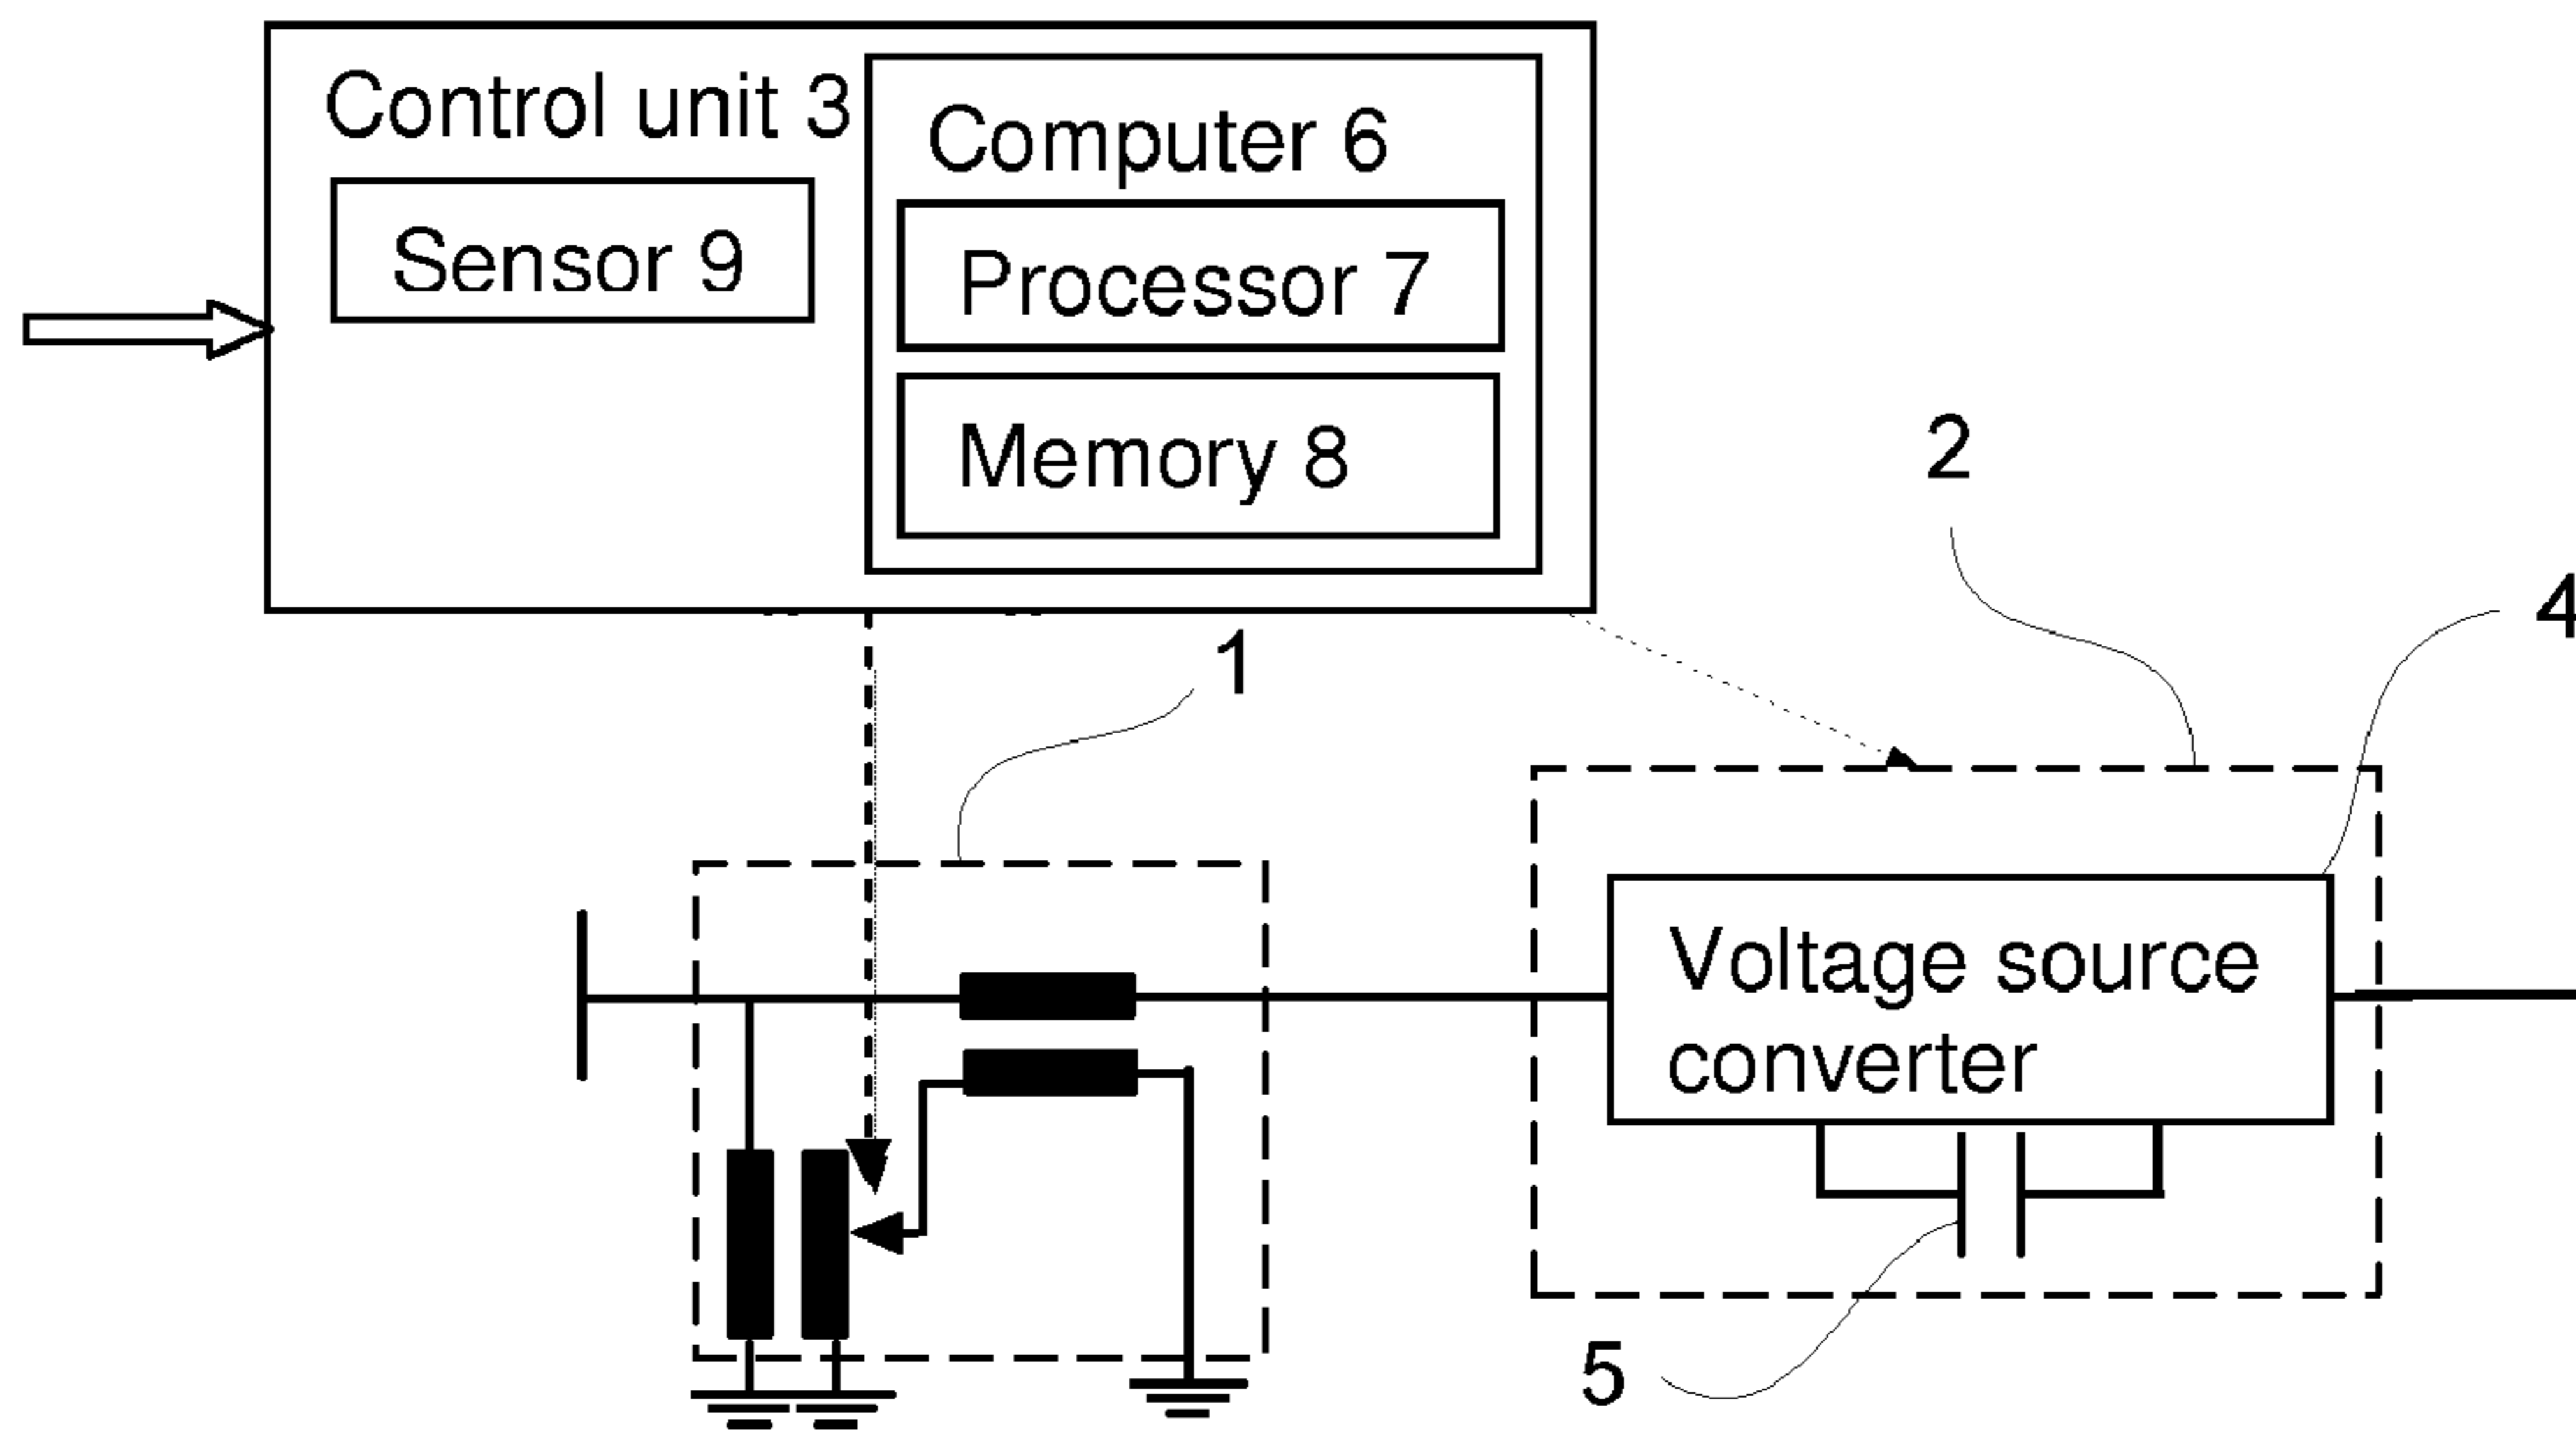 Control unit 3
Computer 6
Sensor 9
Processor 7
Memory 8
2
4
1
Voltage source
converter
5